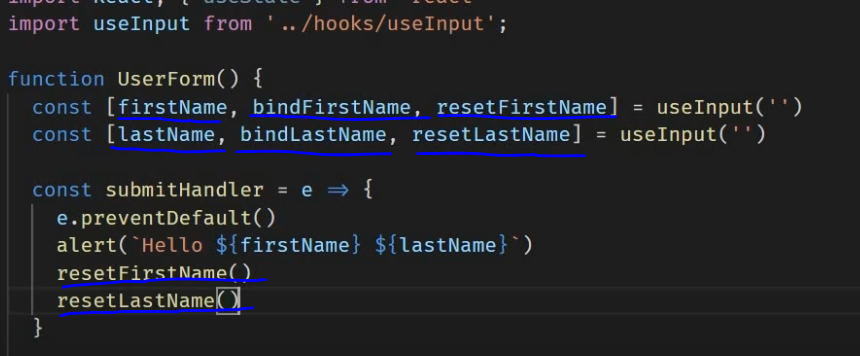 import React, { useState } from 'react'
import useInput from '../hooks/useInput';
function UserForm() {
const [firstName, bindFirstName, resetFirstName] = useInput('')
const [lastName, bindLastName, resetLastName] = useInput('')
const submitHandler = e => {
e.preventDefault()
alert(`Hello ${firstName} ${lastName}`)
resetFirstName()
resetLastName()
}